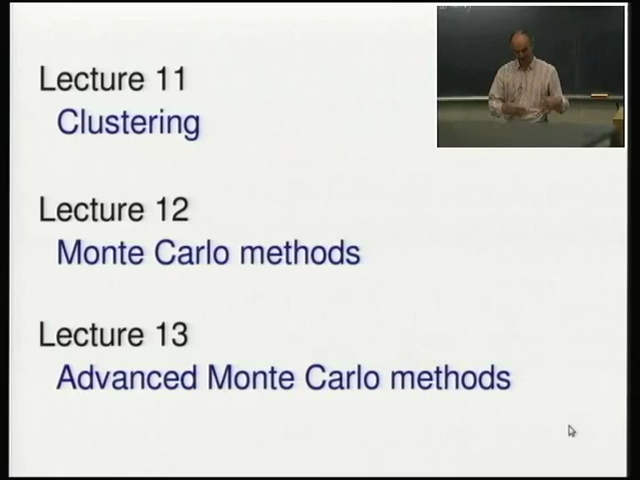 Lecture 11
Clustering
Lecture 12
Monte Carlo methods
Lecture 13
Advanced Monte Carlo methods